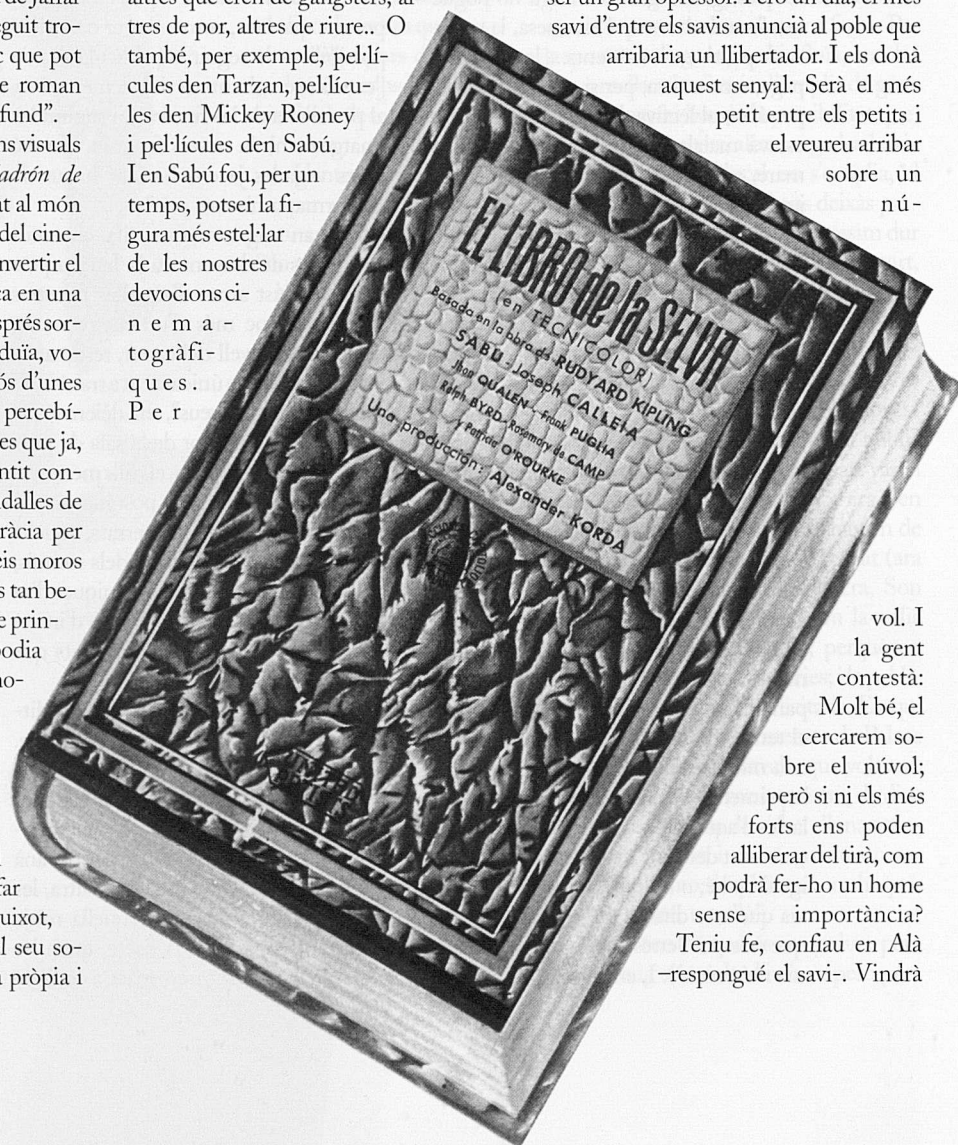 de Janar
eguit tro-
c que pot
e roman
fund”
ns visuals
adrón de
at al món
del cine-
nvertir el
ca en una
sprés sor-
duïa, vo-
ós d’unes
percebí-
es que ja,
ntit con-
dalles de
ràcia per
eis moros
s tan be-
e prin-
podia
no-
far
uixot,
l seu so-
a pròpia i
altres que eren de gàngsters, al-
tres de por, altres de riure.. O
també, per exemple, pel·lí-
cules den Tarzan, pel·lícu-
les den Mickey Rooney
i pel·lícules den Sabú.
I en Sabú fou, per un
temps, potser la fi-
gura més estel·lar
de les nostres
devocions ci-
nema-
togràfi-
ques.
Per
EL LIBRO de la SELVA
(en TECNICOLOR)
Basada en la obra de RUDYARD KIPLING
SABÚ - Joseph CALLEIA
Jhon QUALEN - Frank PUGLIA
Ralph BYRD - Rosemary de CAMP
y Patricia O’ROURKE
Una producción: Alexander KORDA
ser un gran opressor. Però un dia, el més
savi d’entre els savis anuncià al poble que
arribaria un llibertador. I els donà
aquest senyal: Serà el més
petit entre els petits i
el veureu arribar
sobre un
nú-
vol. I
la gent
contestà:
Molt bé, el
cercarem so-
bre el núvol;
però si ni els més
forts ens poden
alliberar del tirà, com
podrà fer-ho un home
sense importància?
Teniu fe, confiau en Alà
–respongué el savi-. Vindrà